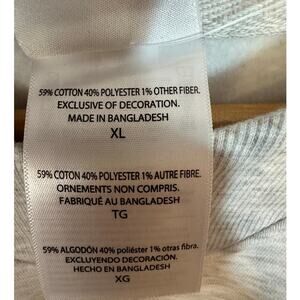 59% COTTON 40% POLYESTER 1% OTHER FIBER.
EXCLUSIVE OF DECORATION.
MADE IN BANGLADESH
XL
59% COTON 40% POLYESTER 1% AUTRE FIBRE.
ORNEMENTS NON COMPRIS.
FABRIQUÉ AU BANGLADESH
TG
59% ALGODÓN 40% poliéster 1% otras fibra.
EXCLUYENDO DECORACIÓN.
HECHO EN BANGLADESH
XG